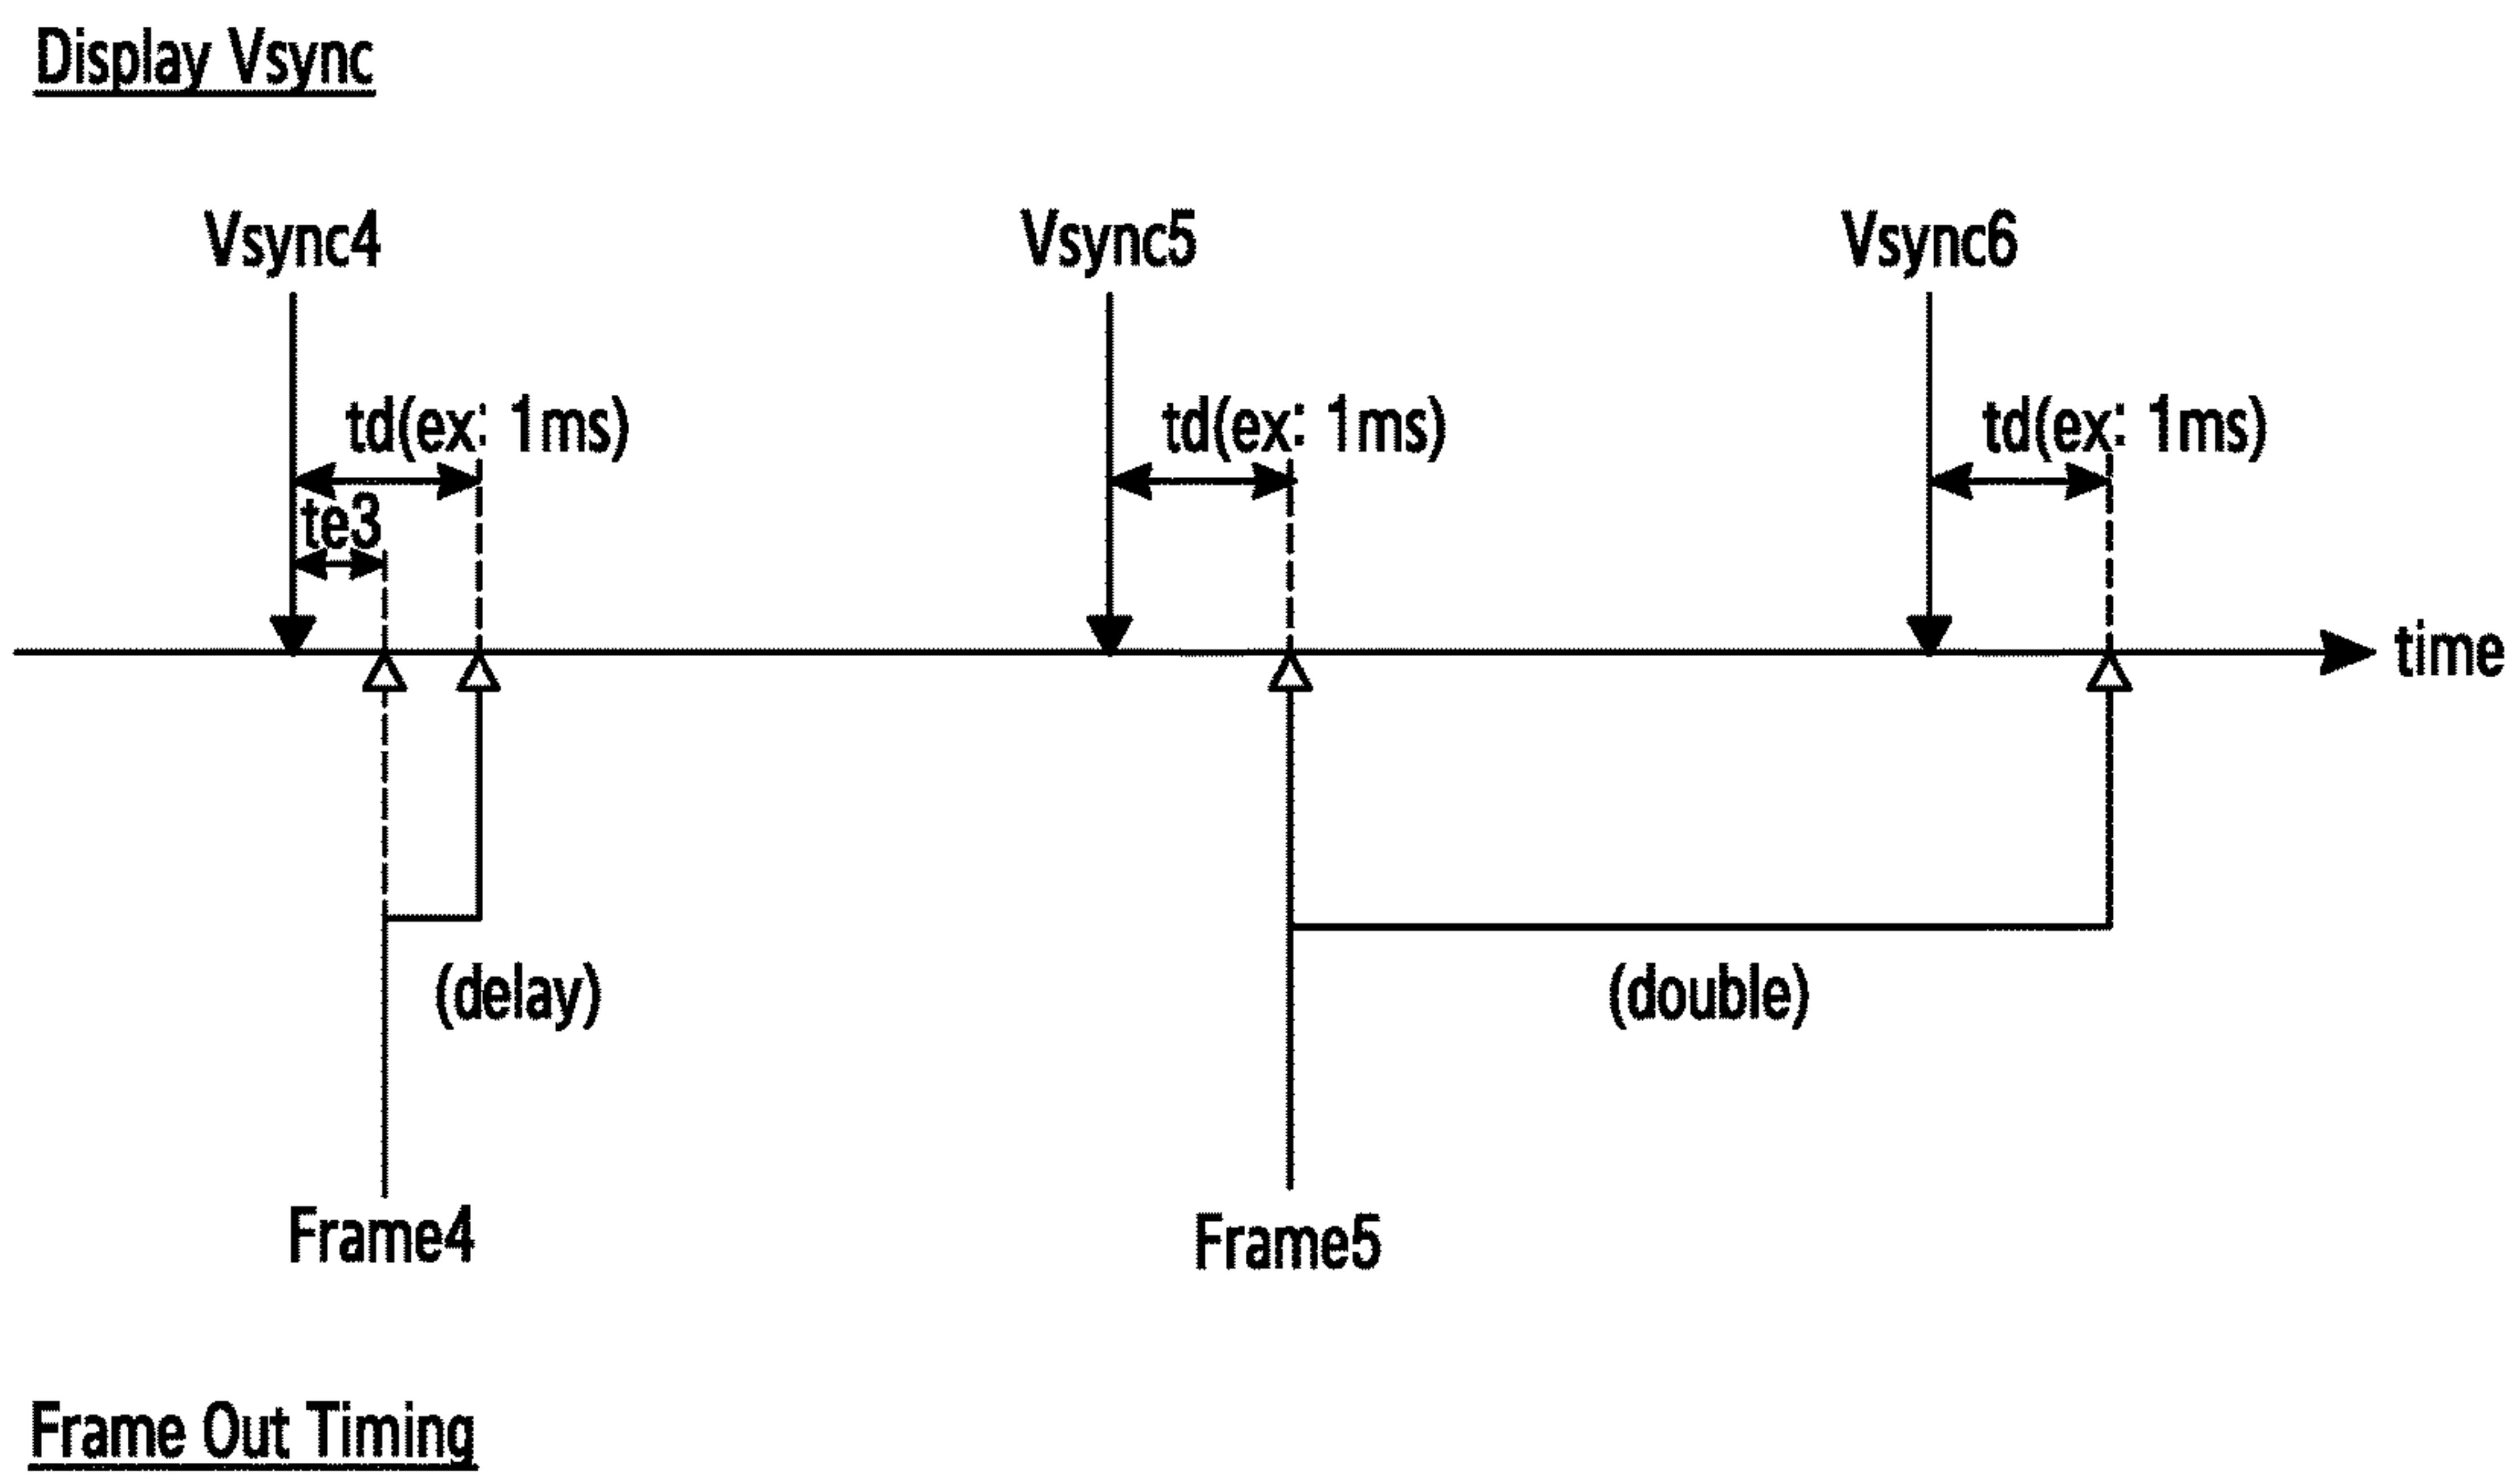 Display Vsync
Vsync4 Vsync5 Vsync6
td(ex: 1ms) td(ex: 1ms) td(ex: 1ms)
te3
time
(delay) (double)
Frame4 Frame5
Frame Out Timing